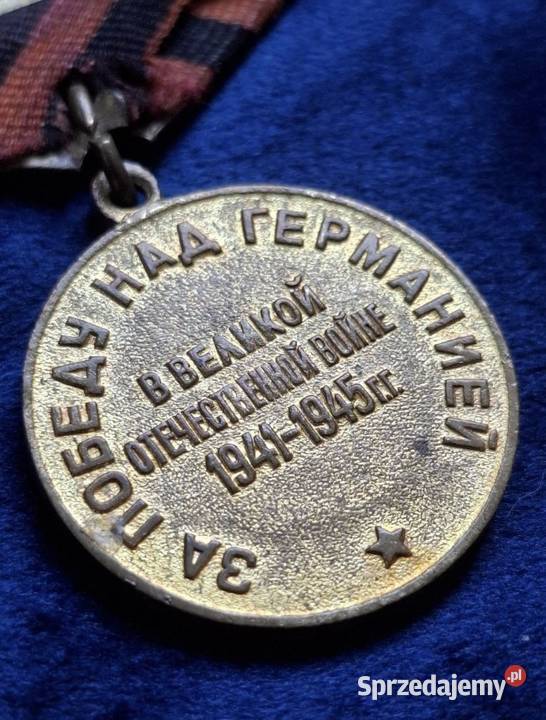 ЗА ПОБЕДУ НАД ГЕРМАНИЕЙ
В ВЕЛИКОЙ
ОТЕЧЕСТВЕННОЙ ВОЙНЕ
1941-1945 ГГ.
Sprzedajemy.pl